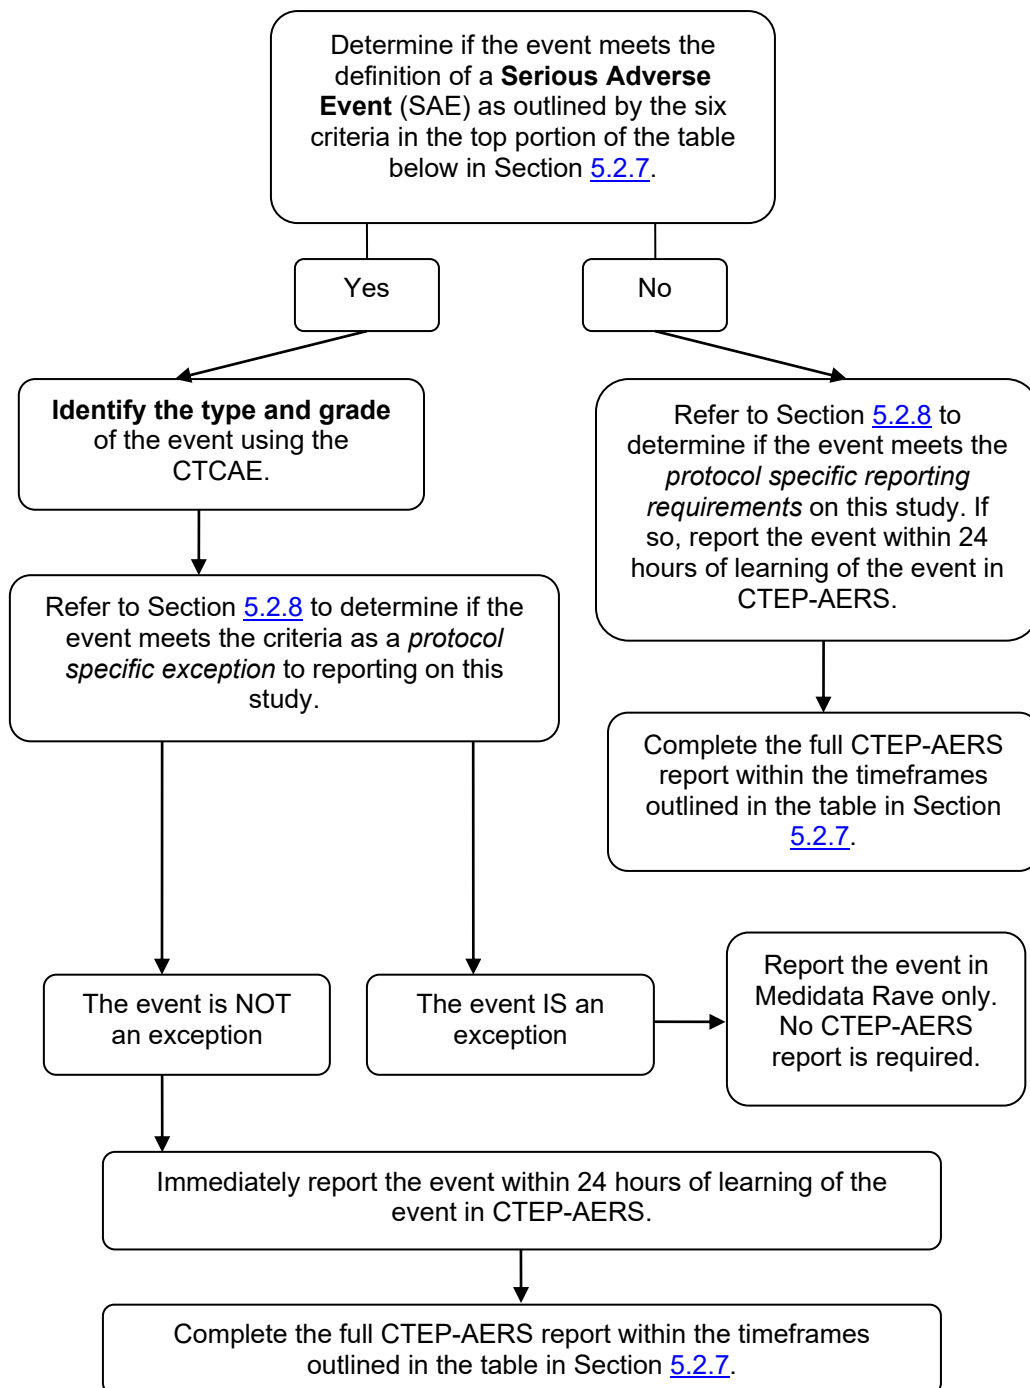 Determine if the event meets the
definition of a Serious Adverse
Event (SAE) as outlined by the six
criteria in the top portion of the table
below in Section 5.2.7.
Yes
No
Identify the type and grade
of the event using the
CTCAE.
Refer to Section 5.2.8 to
determine if the event meets the
protocol specific reporting
requirements on this study. If
so, report the event within 24
hours of learning of the event in
CTEP-AERS.
Refer to Section 5.2.8 to determine if the
event meets the criteria as a protocol
specific exception to reporting on this
study.
Complete the full CTEP-AERS
report within the timeframes
outlined in the table in Section
5.2.7.
The event is NOT
an exception
The event IS an
exception
Report the event in
Medidata Rave only.
No CTEP-AERS
report is required.
Immediately report the event within 24 hours of learning of the
event in CTEP-AERS.
Complete the full CTEP-AERS report within the timeframes
outlined in the table in Section 5.2.7.